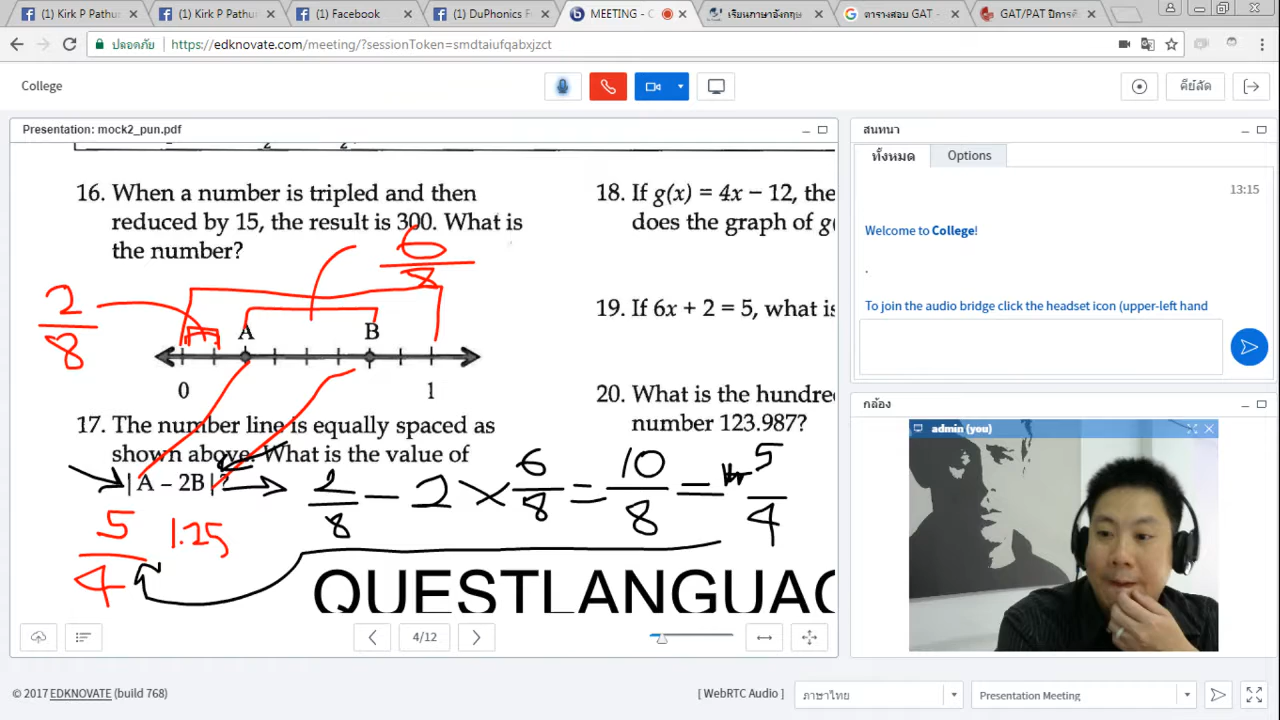 (1) Kirk P Pathun
(1) Kirk P Pathun
(1) Facebook
(1) DuPhonics F
MEETING - C
เรียนภาษาอังกฤษ
ตารางสอบ GAT -
GAT/PAT ปีการศึ
ปลอดภัย
https://edknovate.com/meeting/?sessionToken=smdtaiufqabxjzct
College
คีย์ลัด
Presentation: mock2_pun.pdf
16. When a number is tripled and then
reduced by 15, the result is 300. What is
the number?
6
8
2
8
A B
0 1
17. The number line is equally spaced as
shown above. What is the value of
|A – 2B|?
2/8 – 2 × 6/8 = 10/8 = 5/4
5/4 1.25
QUESTLANGUAG
18. If g(x) = 4x – 12, the
does the graph of g(
19. If 6x + 2 = 5, what is
20. What is the hundred
number 123.987?
4/12
สนทนา
ทั้งหมด
Options
13:15
Welcome to College!
.
To join the audio bridge click the headset icon (upper-left hand
กล้อง
admin (you)
© 2017 EDKNOVATE (build 768)
[ WebRTC Audio ]
ภาษาไทย
Presentation Meeting